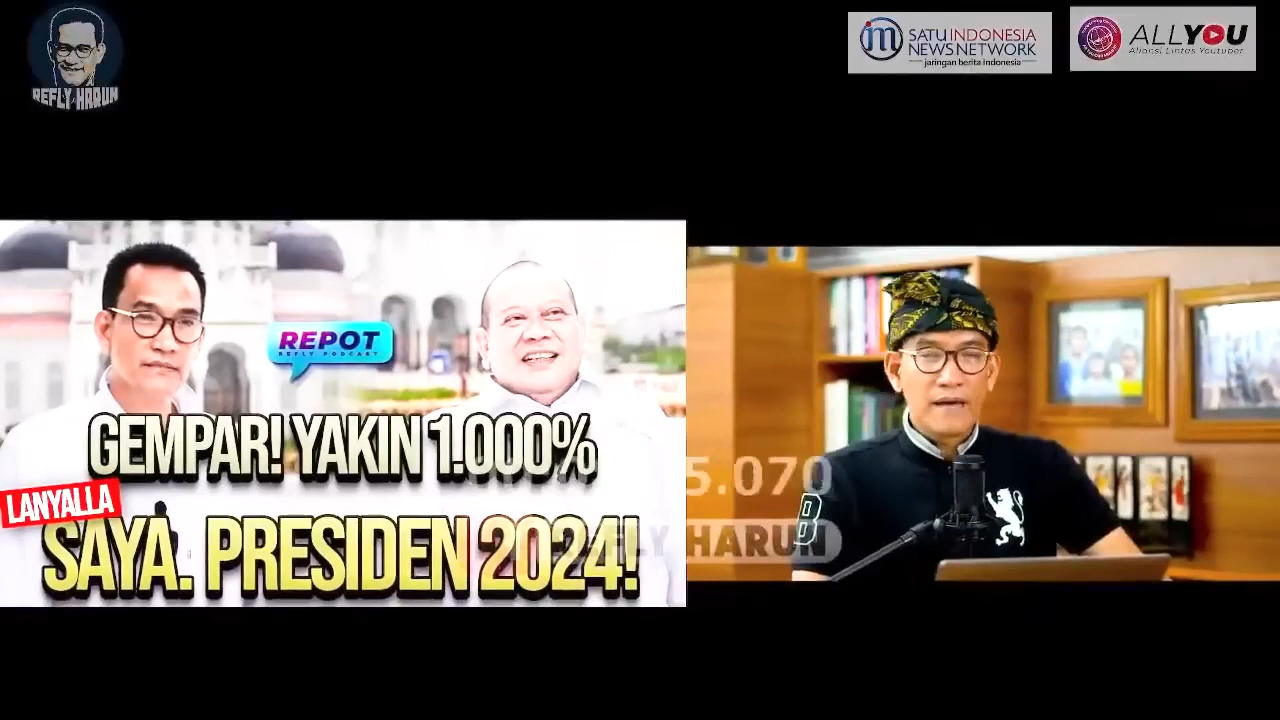 REFLY HARUN
SATU INDONESIA
NEWS NETWORK
jaringan berita Indonesia
ALLYOU
Aliansi Lintas Youtuber
REPOT
REFLY PODCAST
GEMPAR! YAKIN 1.000%
LANYALLA
SAYA. PRESIDEN 2024!
5.070
REFLY HARUN
B